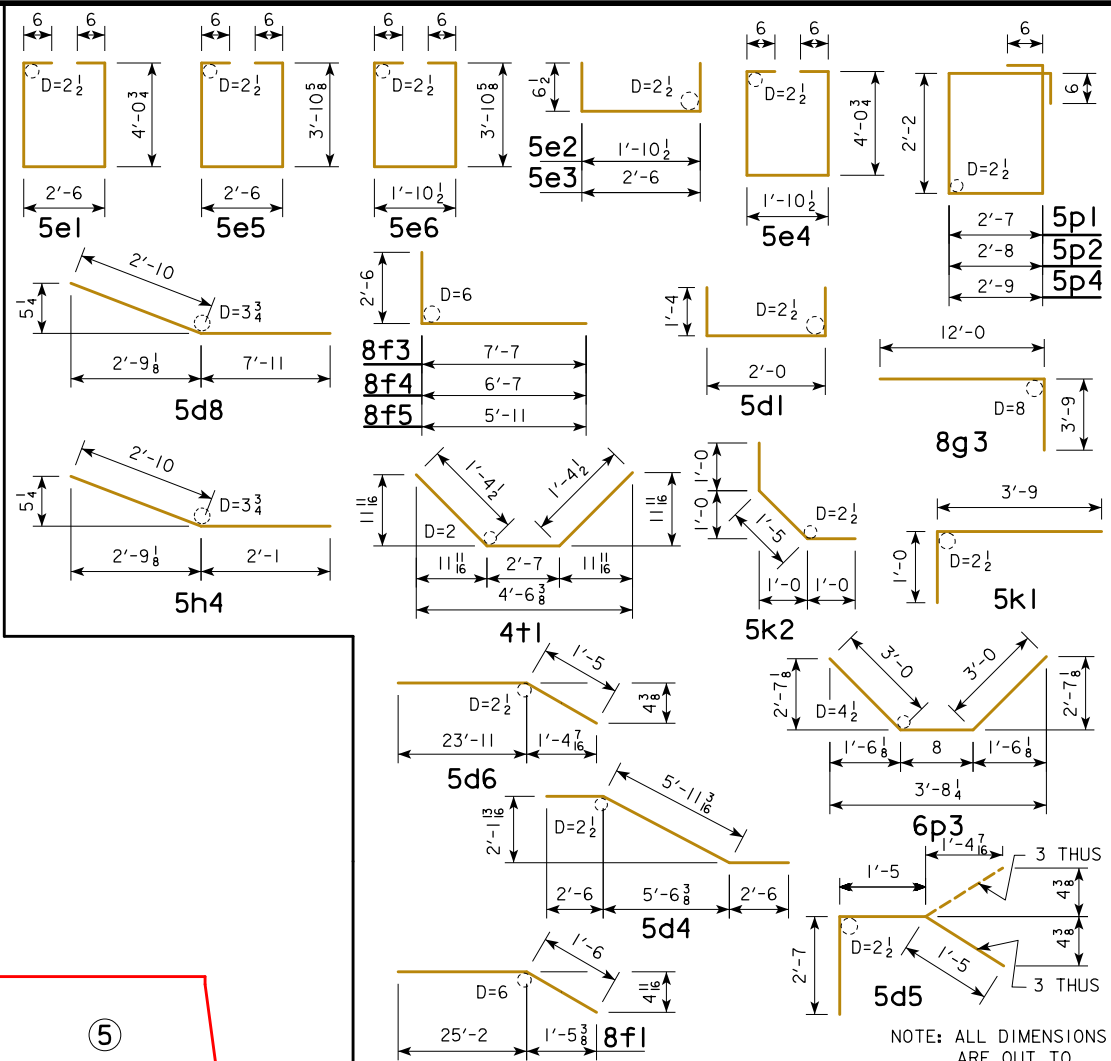 6 6
D=2 1/2
4'-0 3/4
2'-6
5e1
6 6
D=2 1/2
3'-10 5/8
2'-6
5e5
6 6
D=2 1/2
3'-10 5/8
1'-10 1/2
5e6
6 1/2
D=2 1/2
5e2 1'-10 1/2
5e3 2'-6
6 6
D=2 1/2
4'-0 3/4
1'-10 1/2
5e4
6
6
2'-2
D=2 1/2
2'-7 5p1
2'-8 5p2
2'-9 5p4
2'-10
5 1/4
D=3 3/4
2'-9 1/8 7'-11
5d8
2'-6
D=6
8f3 7'-7
8f4 6'-7
8f5 5'-11
1'-4
D=2 1/2
2'-0
5d1
12'-0
D=8
3'-9
8g3
2'-10
5 1/4
D=3 3/4
2'-9 1/8 2'-1
5h4
1'-4 1/2 1'-4 1/2
11 11/16
D=2
11 11/16
11 11/16 2'-7 11 11/16
4'-6 3/8
4t1
1'-0
1'-0
D=2 1/2
1'-5
1'-0 1'-0
5k2
3'-9
1'-0
D=2 1/2
5k1
1'-5
D=2 1/2
4 3/8
23'-11 1'-4 7/16
5d6
3'-0 3'-0
2'-7 1/8
D=4 1/2
2'-7 1/8
1'-6 1/8 8 1'-6 1/8
3'-8 1/4
6p3
5'-11 3/16
2'-1 13/16
D=2 1/2
2'-6 5'-6 3/8 2'-6
5d4
1'-4 7/16
3 THUS
1'-5
4 3/8
4 3/8
D=2 1/2
1'-5
2'-7
3 THUS
5d5
1'-6
D=6
4 11/16
25'-2 1'-5 3/8
8f1
5
NOTE: ALL DIMENSIONS
ARE OUT TO